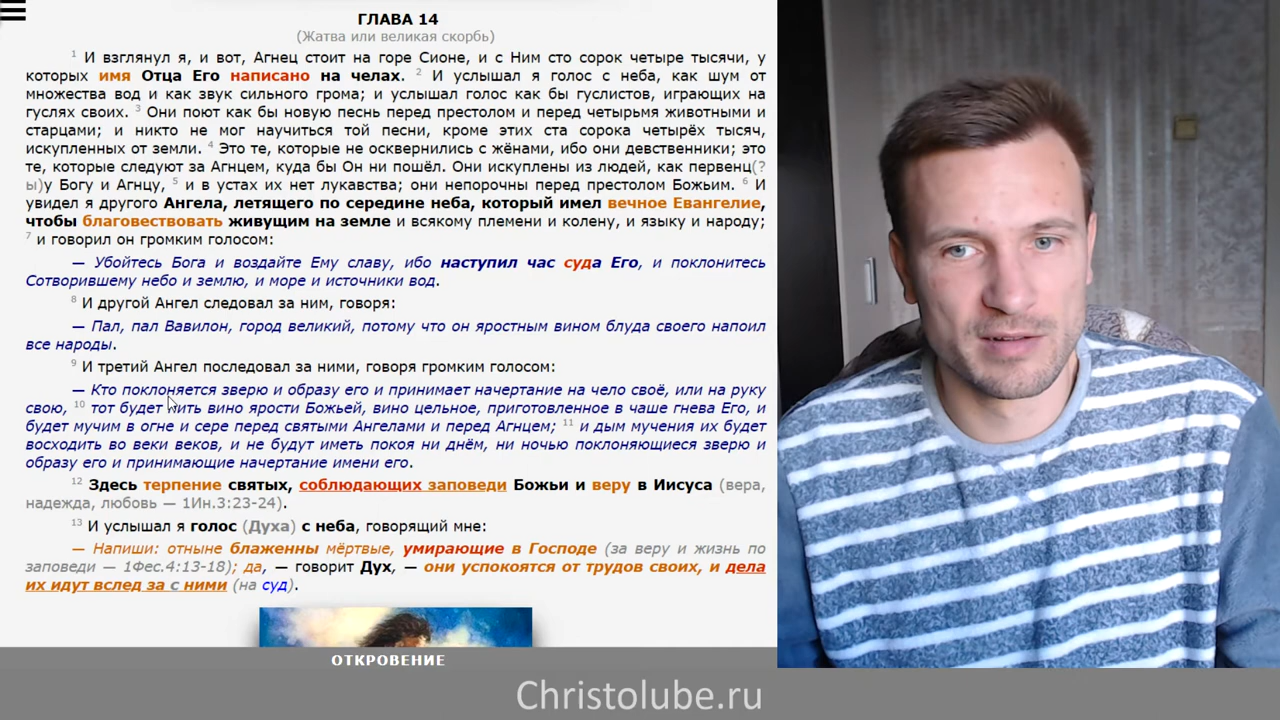 ГЛАВА 14
(Жатва или великая скорбь)
1 И взглянул я, и вот, Агнец стоит на горе Сионе, и с Ним сто сорок четыре тысячи, у
которых имя Отца Его написано на челах. 2 И услышал я голос с неба, как шум от
множества вод и как звук сильного грома; и услышал голос как бы гуслистов, играющих на
гуслях своих. 3 Они поют как бы новую песнь перед престолом и перед четырьмя животными и
старцами; и никто не мог научиться той песни, кроме этих ста сорока четырёх тысяч,
искупленных от земли. 4 Это те, которые не осквернились с жёнами, ибо они девственники; это
те, которые следуют за Агнцем, куда бы Он ни пошёл. Они искуплены из людей, как первенц(?
ы)у Богу и Агнцу, 5 и в устах их нет лукавства; они непорочны перед престолом Божьим. 6 И
увидел я другого Ангела, летящего по середине неба, который имел вечное Евангелие,
чтобы благовествовать живущим на земле и всякому племени и колену, и языку и народу;
7 и говорил он громким голосом:
— Убойтесь Бога и воздайте Ему славу, ибо наступил час суда Его, и поклонитесь
Сотворившему небо и землю, и море и источники вод.
8 И другой Ангел следовал за ним, говоря:
— Пал, пал Вавилон, город великий, потому что он яростным вином блуда своего напоил
все народы.
9 И третий Ангел последовал за ними, говоря громким голосом:
— Кто поклоняется зверю и образу его и принимает начертание на чело своё, или на руку
свою, 10 тот будет пить вино ярости Божьей, вино цельное, приготовленное в чаше гнева Его, и
будет мучим в огне и сере перед святыми Ангелами и перед Агнцем; 11 и дым мучения их будет
восходить во веки веков, и не будут иметь покоя ни днём, ни ночью поклоняющиеся зверю и
образу его и принимающие начертание имени его.
12 Здесь терпение святых, соблюдающих заповеди Божьи и веру в Иисуса (вера,
надежда, любовь — 1Ин.3:23-24).
13 И услышал я голос (Духа) с неба, говорящий мне:
— Напиши: отныне блаженны мёртвые, умирающие в Господе (за веру и жизнь по
заповеди — 1Фес.4:13-18); да, — говорит Дух, — они успокоятся от трудов своих, и дела
их идут вслед за с ними (на суд).
ОТКРОВЕНИЕ
Christolube.ru